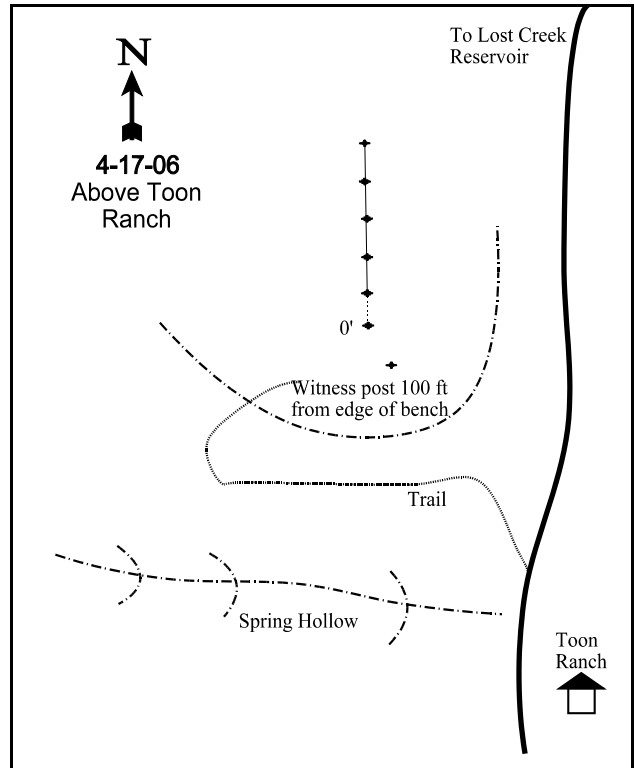 To Lost Creek
Reservoir
N
4-17-06
Above Toon
Ranch
0'
Witness post 100 ft
from edge of bench
Trail
Spring Hollow
Toon
Ranch